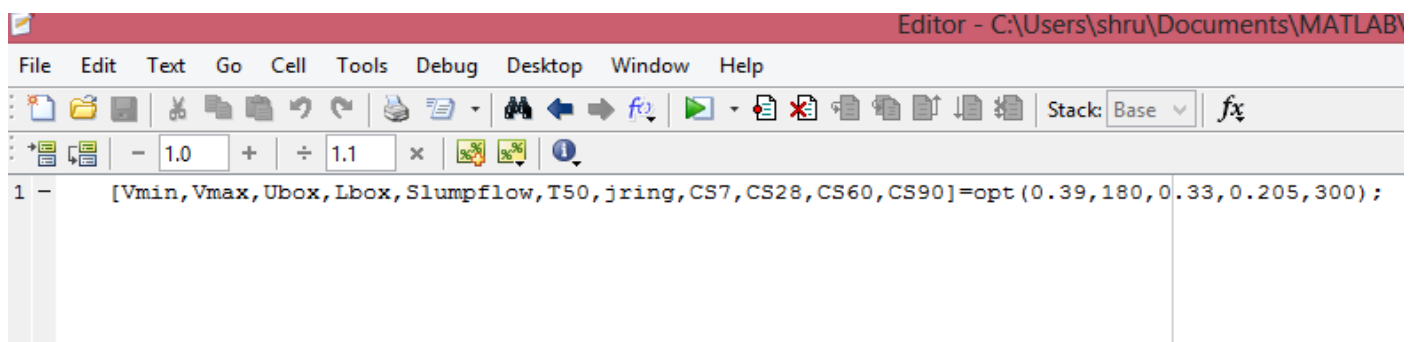 Editor - C:\Users\shru\Documents\MATLAB\
File Edit Text Go Cell Tools Debug Desktop Window Help
Stack: Base fx
- 1.0 + ÷ 1.1 ×
1 - [Vmin,Vmax,Ubox,Lbox,Slumpflow,T50,jring,CS7,CS28,CS60,CS90]=opt(0.39,180,0.33,0.205,300);